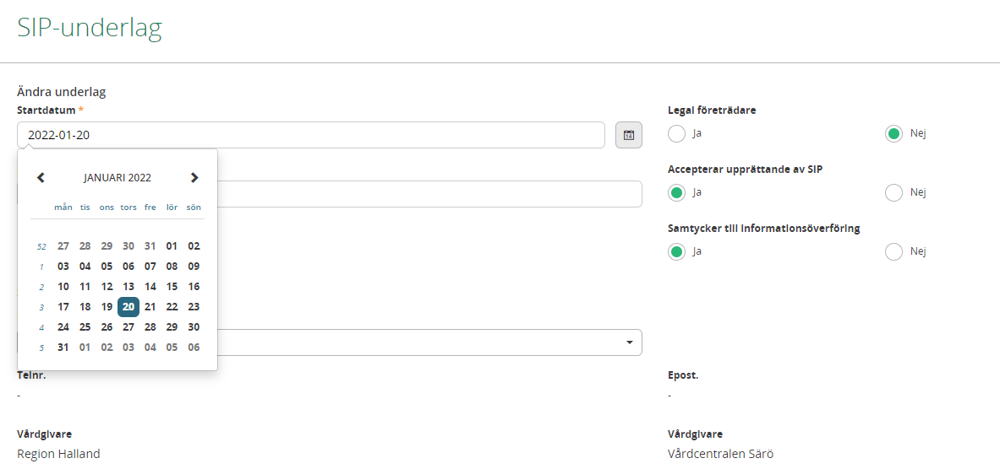 SIP-underlag
Ändra underlag
Startdatum *
2022-01-20
14
JANUARI 2022
mån tis ons tors fre lör sön
52 27 28 29 30 31 01 02
1 03 04 05 06 07 08 09
2 10 11 12 13 14 15 16
3 17 18 19 20 21 22 23
4 24 25 26 27 28 29 30
5 31 01 02 03 04 05 06
Telnr.
-
Vårdgivare
Region Halland
Legal företrädare
Ja Nej
Accepterar upprättande av SIP
Ja Nej
Samtycker till informationsöverföring
Ja Nej
Epost.
-
Vårdgivare
Vårdcentralen Särö